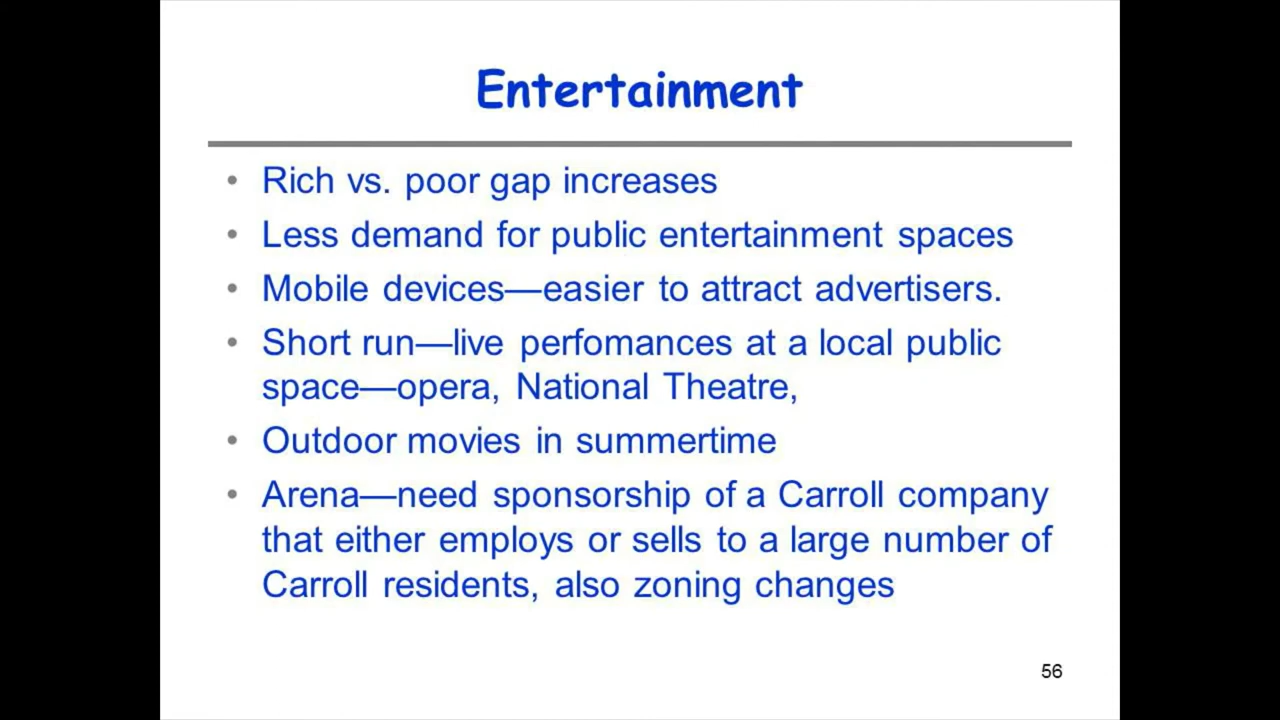 Entertainment
• Rich vs. poor gap increases
• Less demand for public entertainment spaces
• Mobile devices—easier to attract advertisers.
• Short run—live perfomances at a local public
space—opera, National Theatre,
• Outdoor movies in summertime
• Arena—need sponsorship of a Carroll company
that either employs or sells to a large number of
Carroll residents, also zoning changes
56